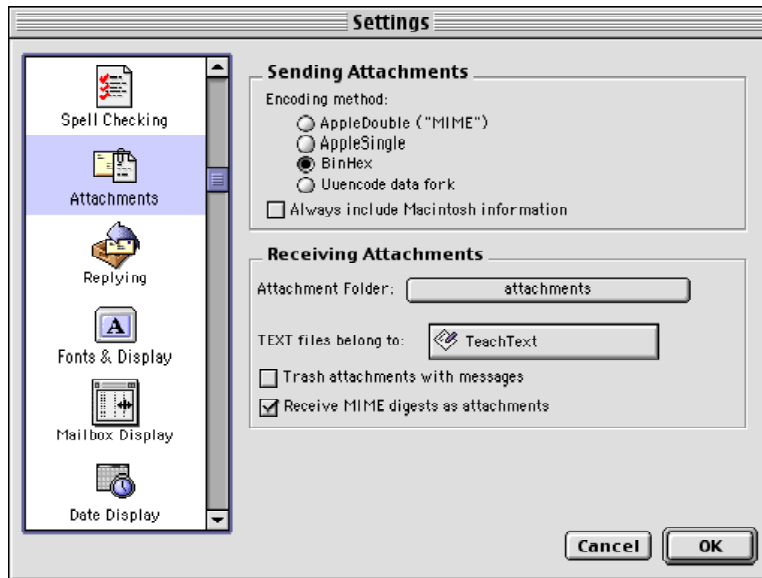 Settings
Spell Checking
Attachments
Replying
A
Fonts & Display
Mailbox Display
Date Display
Sending Attachments
Encoding method:
AppleDouble ("MIME")
AppleSingle
BinHex
Uuencode data fork
Always include Macintosh information
Receiving Attachments
Attachment Folder: attachments
TEXT files belong to: TeachText
Trash attachments with messages
Receive MIME digests as attachments
Cancel OK